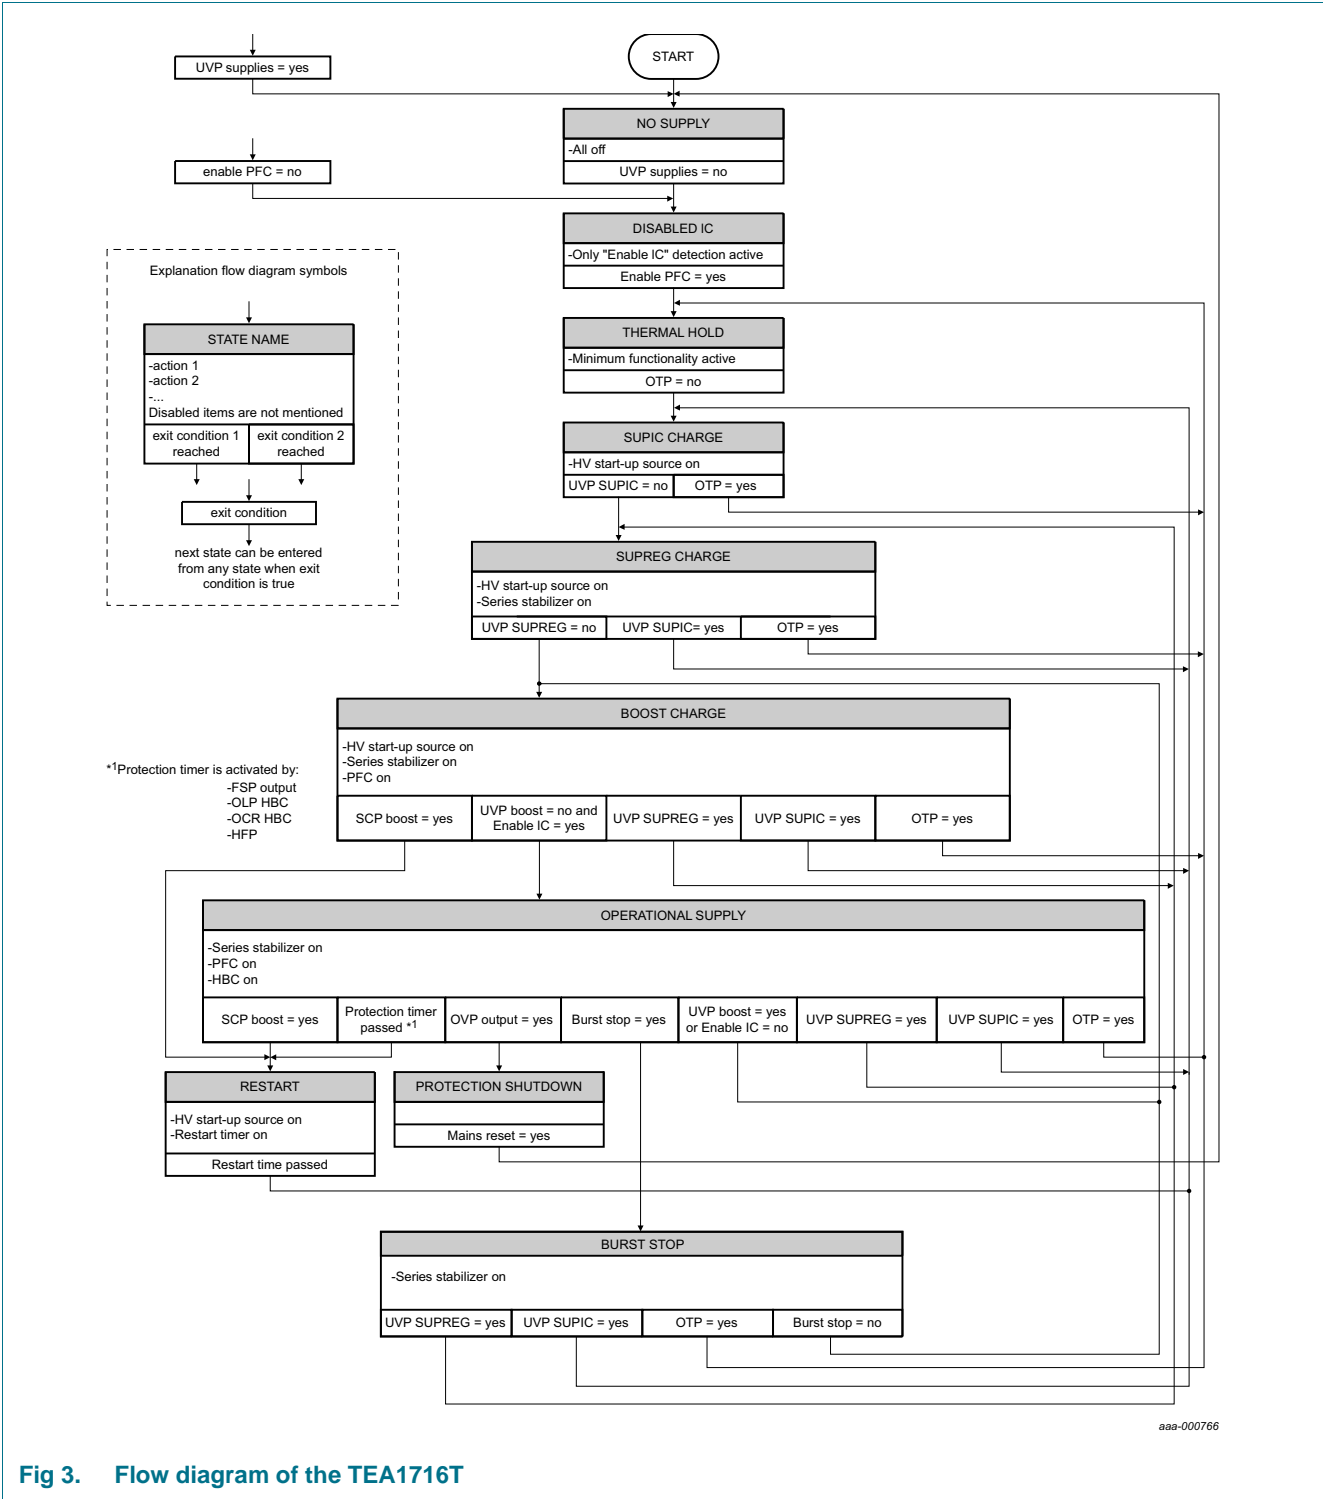 UVP supplies = yes
START
NO SUPPLY
-All off
UVP supplies = no
enable PFC = no
DISABLED IC
-Only "Enable IC" detection active
Enable PFC = yes
Explanation flow diagram symbols
STATE NAME
-action 1
-action 2
-...
Disabled items are not mentioned
exit condition 1
reached
exit condition 2
reached
exit condition
next state can be entered
from any state when exit
condition is true
THERMAL HOLD
-Minimum functionality active
OTP = no
SUPIC CHARGE
-HV start-up source on
UVP SUPIC = no
OTP = yes
SUPREG CHARGE
-HV start-up source on
-Series stabilizer on
UVP SUPREG = no
UVP SUPIC= yes
OTP = yes
BOOST CHARGE
-HV start-up source on
-Series stabilizer on
-PFC on
SCP boost = yes
UVP boost = no and
Enable IC = yes
UVP SUPREG = yes
UVP SUPIC = yes
OTP = yes
*1Protection timer is activated by:
-FSP output
-OLP HBC
-OCR HBC
-HFP
OPERATIONAL SUPPLY
-Series stabilizer on
-PFC on
-HBC on
SCP boost = yes
Protection timer
passed *1
OVP output = yes
Burst stop = yes
UVP boost = yes
or Enable IC = no
UVP SUPREG = yes
UVP SUPIC = yes
OTP = yes
RESTART
-HV start-up source on
-Restart timer on
Restart time passed
PROTECTION SHUTDOWN
Mains reset = yes
BURST STOP
-Series stabilizer on
UVP SUPREG = yes
UVP SUPIC = yes
OTP = yes
Burst stop = no
aaa-000766
Fig 3. Flow diagram of the TEA1716T